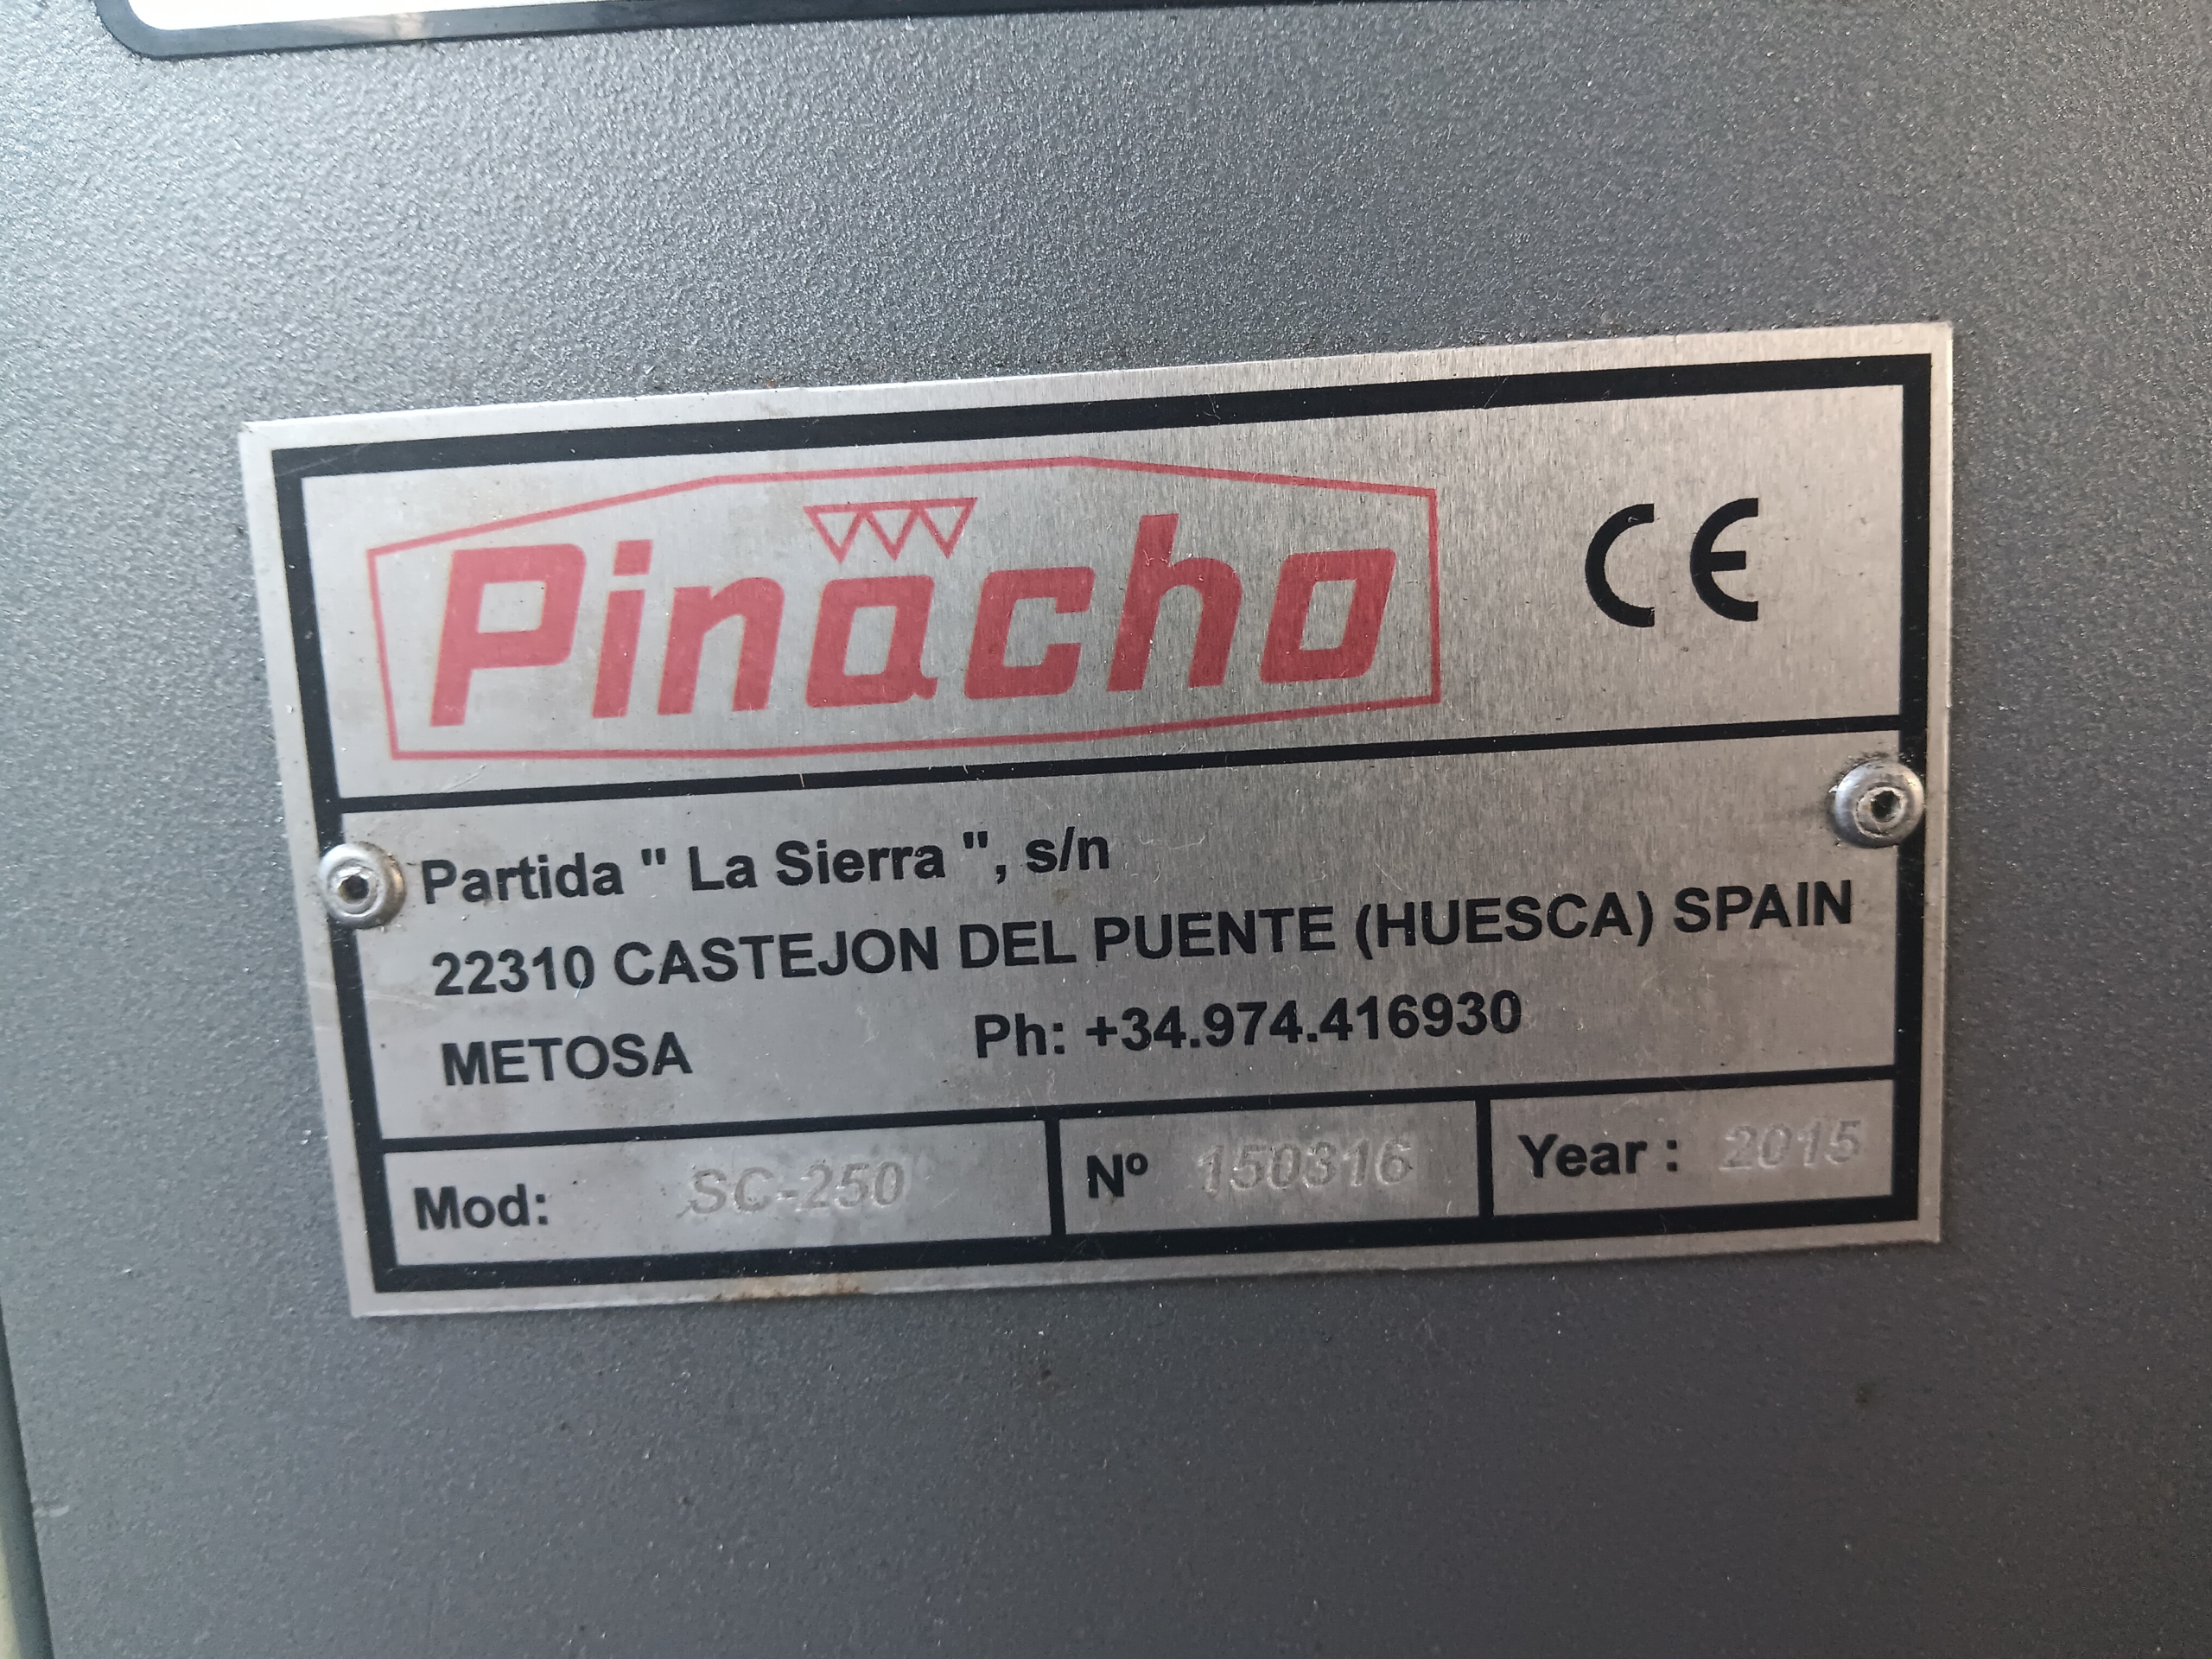 Pinacho
CE
Partida " La Sierra ", s/n
22310 CASTEJON DEL PUENTE (HUESCA) SPAIN
METOSA Ph: +34.974.416930
Mod: SC-250 Nº 150316 Year : 2015